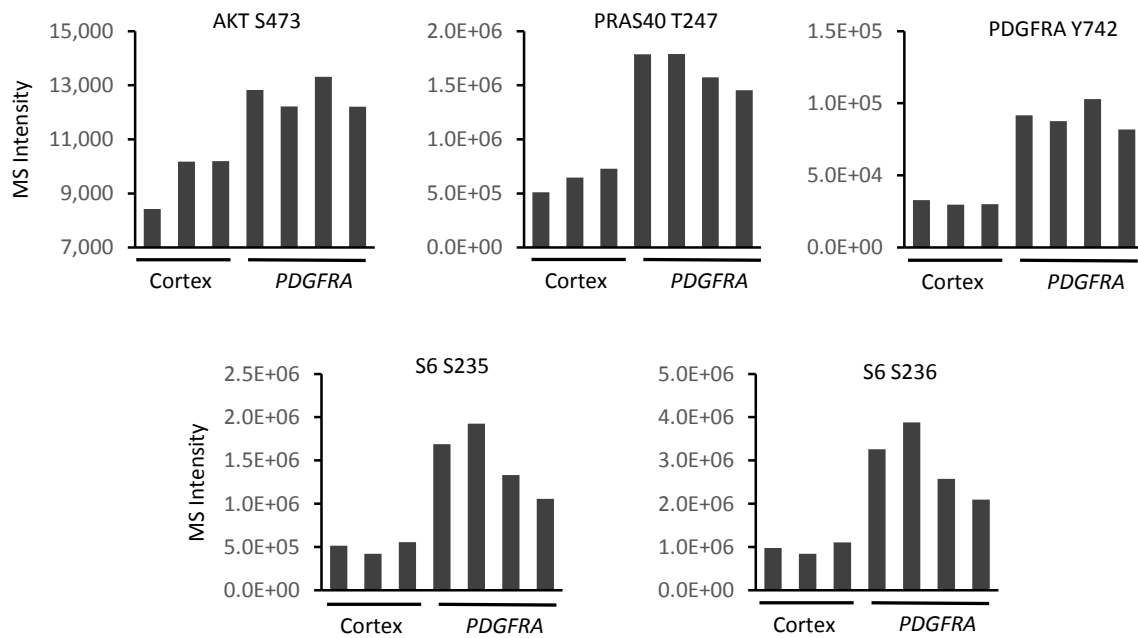 AKT S473
15,000
13,000
11,000
9,000
7,000
MS Intensity
Cortex
PDGFRA
PRAS40 T247
2.0E+06
1.5E+06
1.0E+06
5.0E+05
0.0E+00
Cortex
PDGFRA
PDGFRA Y742
1.5E+05
1.0E+05
5.0E+04
0.0E+00
Cortex
PDGFRA
S6 S235
2.5E+06
2.0E+06
1.5E+06
1.0E+06
5.0E+05
0.0E+00
MS Intensity
Cortex
PDGFRA
S6 S236
5.0E+06
4.0E+06
3.0E+06
2.0E+06
1.0E+06
0.0E+00
Cortex
PDGFRA